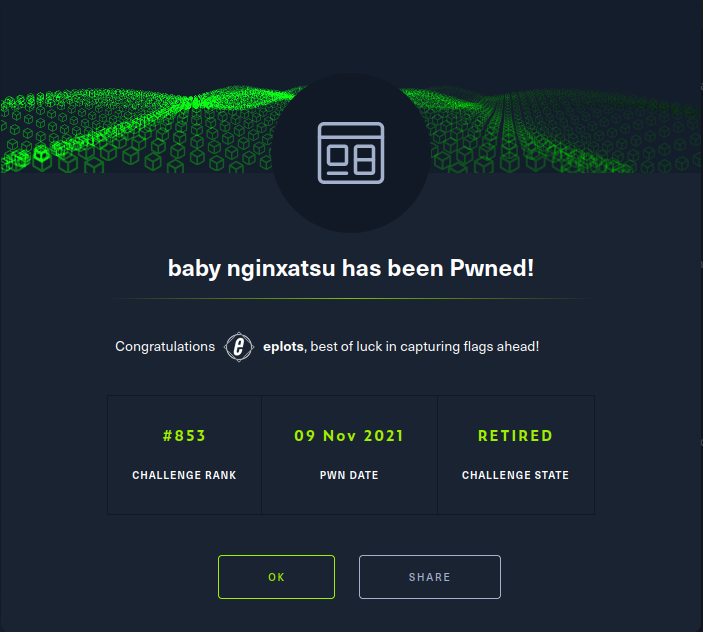 baby nginxatsu has been Pwned!
Congratulations e eplots, best of luck in capturing flags ahead!
#853 09 Nov 2021 RETIRED
CHALLENGE RANK PWN DATE CHALLENGE STATE
OK SHARE